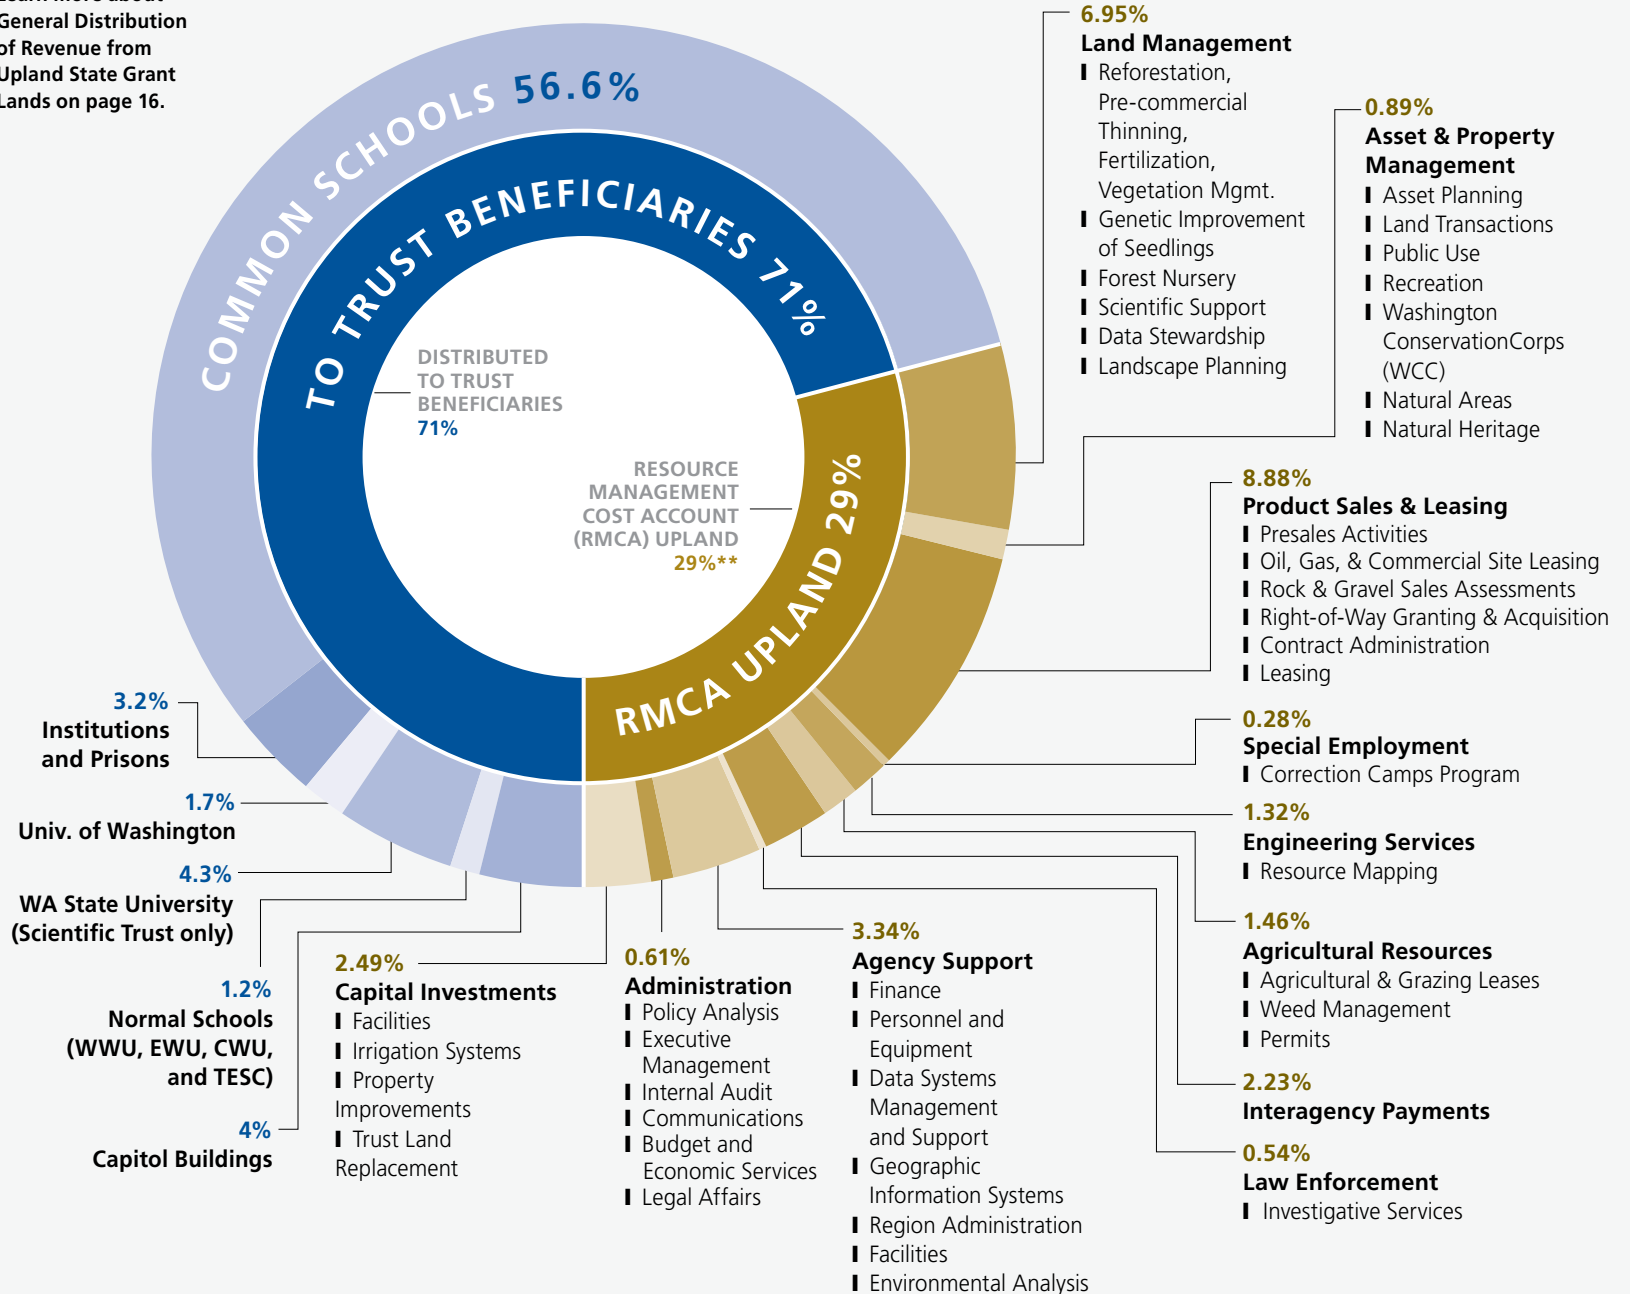 Learn more about
General Distribution
of Revenue from
Upland State Grant
Lands on page 16.
COMMON SCHOOLS 56.6%
TO TRUST BENEFICIARIES 71%
DISTRIBUTED
TO TRUST
BENEFICIARIES
71%
RESOURCE
MANAGEMENT
COST ACCOUNT
(RMCA) UPLAND
29%**
RMCA UPLAND 29%
6.95%
Land Management
Reforestation,
Pre-commercial
Thinning,
Fertilization,
Vegetation Mgmt.
Genetic Improvement
of Seedlings
Forest Nursery
Scientific Support
Data Stewardship
Landscape Planning
0.89%
Asset & Property
Management
Asset Planning
Land Transactions
Public Use
Recreation
Washington
ConservationCorps
(WCC)
Natural Areas
Natural Heritage
8.88%
Product Sales & Leasing
Presales Activities
Oil, Gas, & Commercial Site Leasing
Rock & Gravel Sales Assessments
Right-of-Way Granting & Acquisition
Contract Administration
Leasing
0.28%
Special Employment
Correction Camps Program
1.32%
Engineering Services
Resource Mapping
1.46%
Agricultural Resources
Agricultural & Grazing Leases
Weed Management
Permits
2.23%
Interagency Payments
0.54%
Law Enforcement
Investigative Services
3.34%
Agency Support
Finance
Personnel and
Equipment
Data Systems
Management
and Support
Geographic
Information Systems
Region Administration
Facilities
Environmental Analysis
0.61%
Administration
Policy Analysis
Executive
Management
Internal Audit
Communications
Budget and
Economic Services
Legal Affairs
2.49%
Capital Investments
Facilities
Irrigation Systems
Property
Improvements
Trust Land
Replacement
3.2%
Institutions
and Prisons
1.7%
Univ. of Washington
4.3%
WA State University
(Scientific Trust only)
1.2%
Normal Schools
(WWU, EWU, CWU,
and TESC)
4%
Capitol Buildings